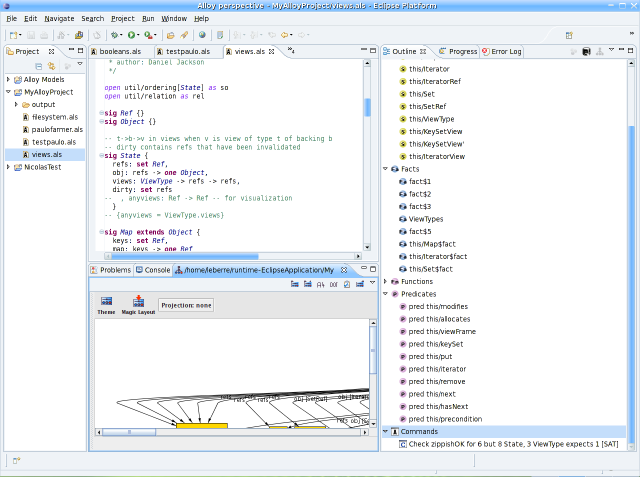 Alloy perspective - MyAlloyProject/views.als - Eclipse Platform
File Edit Navigate Search Project Run Window Help
Project
Alloy Models
MyAlloyProject
output
filesystem.als
paulofarmer.als
testpaulo.als
views.als
NicolasTest
booleans.als testpaulo.als views.als 4
* author: Daniel Jackson
*/
open util/ordering[State] as so
open util/relation as rel
sig Ref {}
sig Object {}
-- t->b->v in views when v is view of type t of backing b
-- dirty contains refs that have been invalidated
sig State {
refs: set Ref,
obj: refs -> one Object,
views: ViewType -> refs -> refs,
dirty: set refs
-- , anyviews: Ref -> Ref -- for visualization
}
-- {anyviews = ViewType.views}
sig Map extends Object {
keys: set Ref,
map: keys -> one Ref
Problems Console /home/leberre/runtime-EclipseApplication/My
Theme
Magic Layout
Projection: none
Outline Progress Error Log
this/Iterator
this/IteratorRef
this/Set
this/SetRef
this/ViewType
this/KeySetView
this/KeySetView'
this/IteratorView
Facts
fact$1
fact$2
fact$3
ViewTypes
fact$5
this/Map$fact
this/Iterator$fact
this/Set$fact
Functions
Predicates
pred this/modifies
pred this/allocates
pred this/viewFrame
pred this/keySet
pred this/put
pred this/iterator
pred this/remove
pred this/next
pred this/hasNext
pred this/precondition
Commands
Check zippishOK for 6 but 8 State, 3 ViewType expects 1 [SAT]